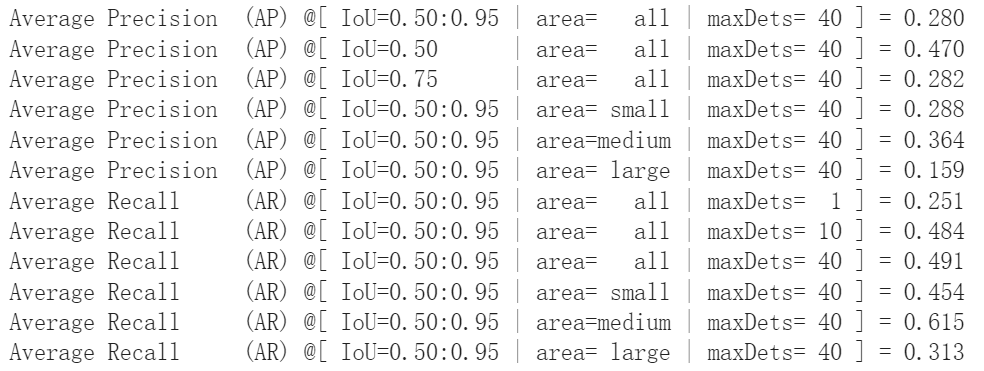 Average Precision  (AP) @[ IoU=0.50:0.95 | area=   all | maxDets= 40 ] = 0.280
Average Precision  (AP) @[ IoU=0.50      | area=   all | maxDets= 40 ] = 0.470
Average Precision  (AP) @[ IoU=0.75      | area=   all | maxDets= 40 ] = 0.282
Average Precision  (AP) @[ IoU=0.50:0.95 | area= small | maxDets= 40 ] = 0.288
Average Precision  (AP) @[ IoU=0.50:0.95 | area=medium | maxDets= 40 ] = 0.364
Average Precision  (AP) @[ IoU=0.50:0.95 | area= large | maxDets= 40 ] = 0.159
Average Recall     (AR) @[ IoU=0.50:0.95 | area=   all | maxDets=  1 ] = 0.251
Average Recall     (AR) @[ IoU=0.50:0.95 | area=   all | maxDets= 10 ] = 0.484
Average Recall     (AR) @[ IoU=0.50:0.95 | area=   all | maxDets= 40 ] = 0.491
Average Recall     (AR) @[ IoU=0.50:0.95 | area= small | maxDets= 40 ] = 0.454
Average Recall     (AR) @[ IoU=0.50:0.95 | area=medium | maxDets= 40 ] = 0.615
Average Recall     (AR) @[ IoU=0.50:0.95 | area= large | maxDets= 40 ] = 0.313